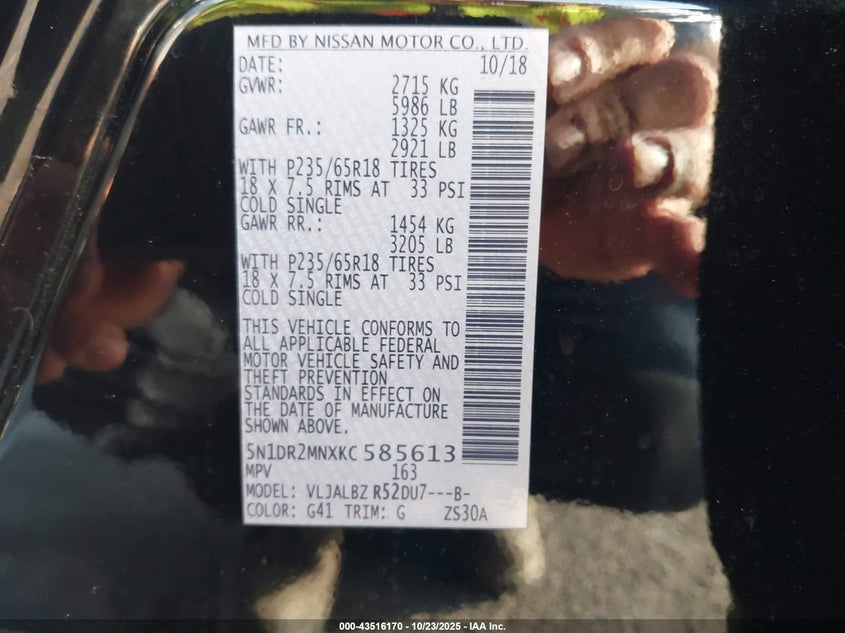 MFD BY NISSAN MOTOR CO., LTD.
DATE: 10/18
GVWR: 2715 KG
5986 LB
GAWR FR.: 1325 KG
2921 LB
WITH P235/65R18 TIRES
18 X 7.5 RIMS AT 33 PSI
COLD SINGLE
GAWR RR.: 1454 KG
3205 LB
WITH P235/65R18 TIRES
18 X 7.5 RIMS AT 33 PSI
COLD SINGLE
THIS VEHICLE CONFORMS TO
ALL APPLICABLE FEDERAL
MOTOR VEHICLE SAFETY AND
THEFT PREVENTION
STANDARDS IN EFFECT ON
THE DATE OF MANUFACTURE
SHOWN ABOVE.
5N1DR2MNXKC 585613
MPV 163
MODEL: VLJALBZ R52DU7---B-
COLOR: G41 TRIM: G ZS30A
000-43516170 - 10/23/2025 - IAA Inc.